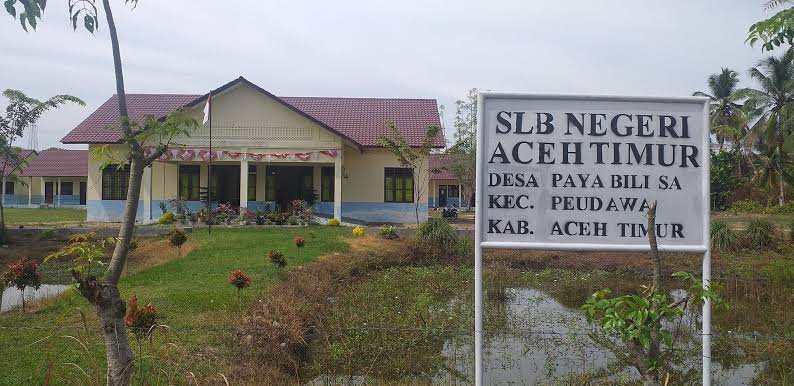 SLB NEGERI
ACEH TIMUR
DESA PAYA BILI SA
KEC. PEUDAWA
KAB. ACEH TIMUR